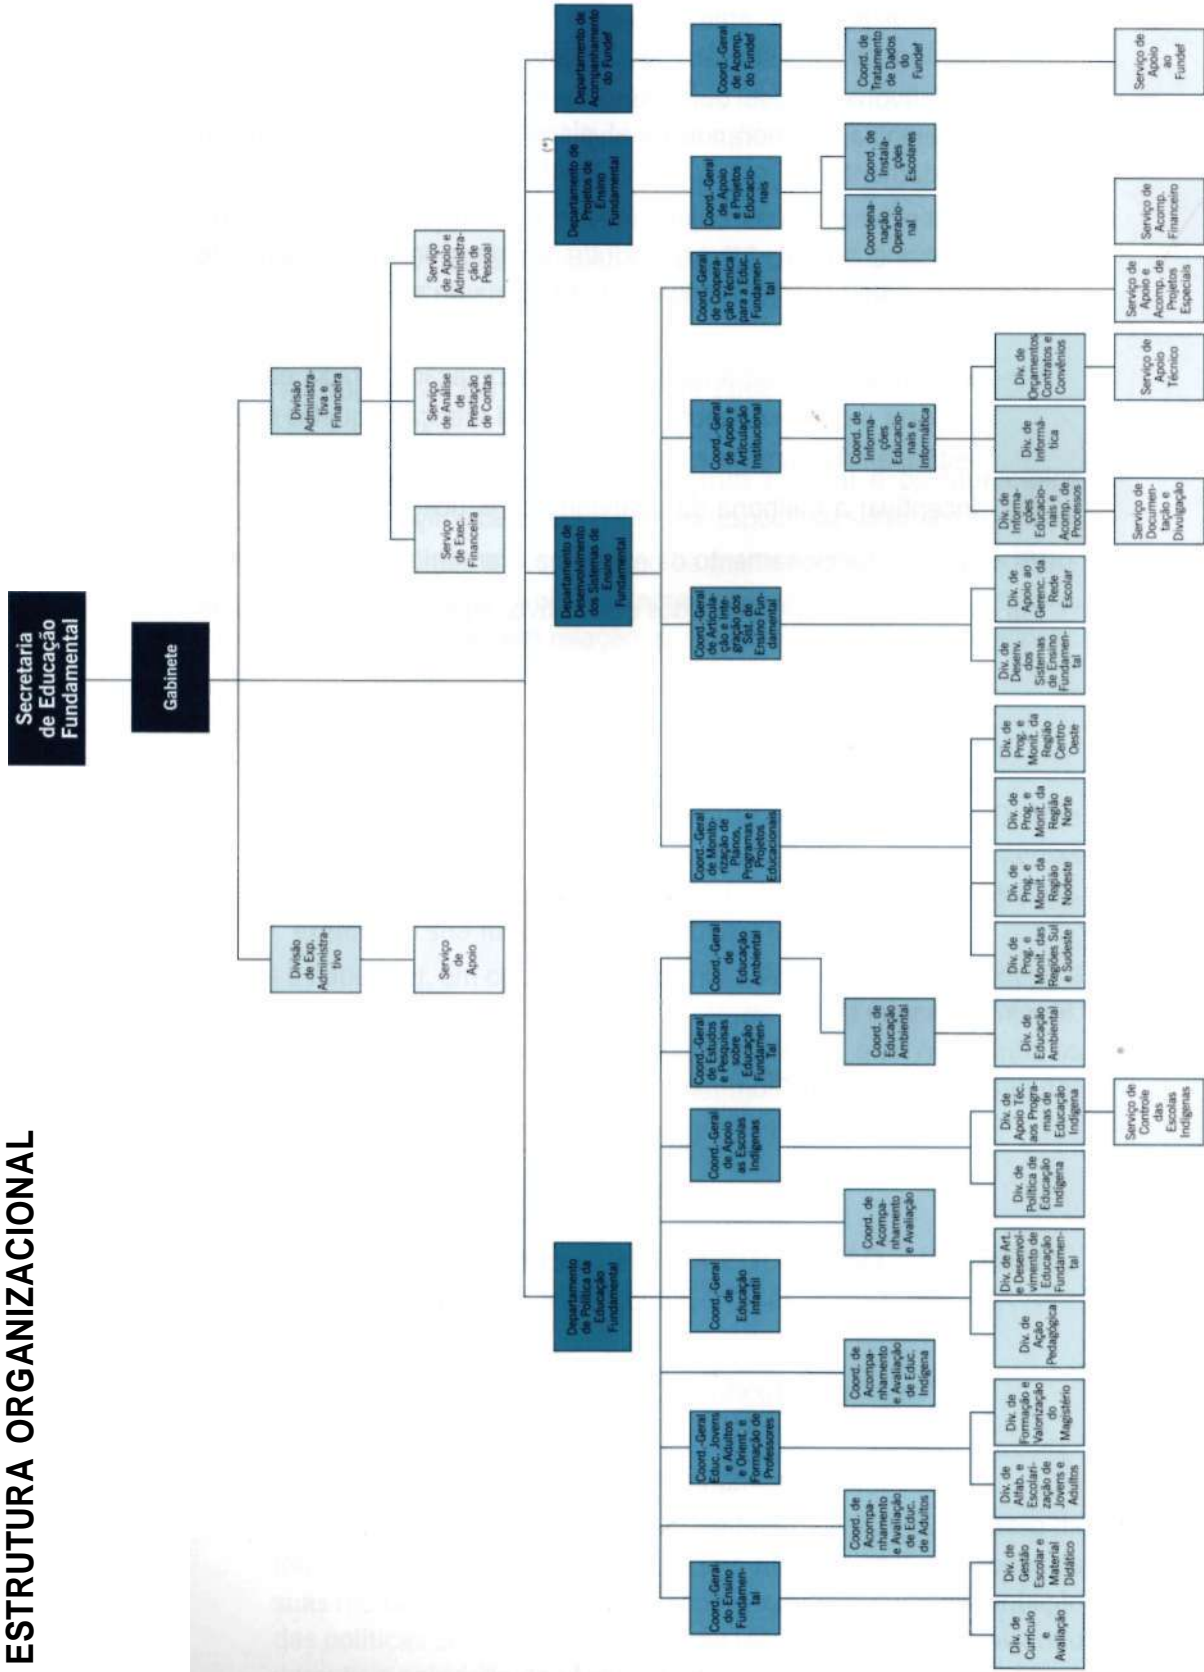 ESTRUTURA ORGANIZACIONAL
Secretaria
de Educação
Fundamental
Gabinete
Divisão
de Exp.
Administra-
tivo
Divisão
Administra-
tiva e
Financeira
Serviço
de
Apoio
Serviço
de Exec.
Financeira
Serviço
de Análise
de
Prestação
de Contas
Serviço
de Apoio e
Administra-
ção de
Pessoal
Departamento
de Política da
Educação
Fundamental
Departamento de
Desenvolvimento
dos Sistemas de
Ensino
Fundamental
Departamento de
Projetos de
Ensino
Fundamental
(*)
Departamento de
Acompanhamento
do Fundef
Coord.-Geral
do Ensino
Fundamen-
tal
Coord.-Geral
Educ. Jovens
e Adultos
e Orient. e
Formação de
Professores
Coord.-Geral
de
Educação
Infantil
Coord.-Geral
de Apoio
as Escolas
Indígenas
Coord.-Geral
de Estudos
e Pesquisas
sobre
Educação
Fundamen-
Tal
Coord.-Geral
de
Educação
Ambiental
Coord.-Geral
de Monito-
rização de
Planos,
Programas e
Projetos
Educacionais
Coord.-Geral
de Articula-
ção e Inte-
gração dos
Sist. de
Ensino Fun-
damental
Coord.-Geral
de Apoio e
Articulação
Institucional
Coord.-Geral
de Coopera-
ção Técnica
para a Educ.
Fundamen-
tal
Coord.-Geral
de Apoio
e Projetos
Educacio-
nais
Coord.-Geral
de Acomp.
do Fundef
Coord. de
Acompa-
nhamento
e Avaliação
de Educ.
de Adultos
Coord. de
Acompa-
nhamento
e Avaliação
de Educ.
Indígena
Coord. de
Acompa-
nhamento
e Avaliação
Coord. de
Educação
Ambiental
Coord. de
Informa-
ções
Educacio-
nais e
Informática
Coordena-
nação
Operacio-
nal
Coord. de
Instala-
ções
Escolares
Coord. de
Tratamento
de Dados
do
Fundef
Div. de
Currículo
e
Avaliação
Div. de
Gestão
Escolar e
Material
Didático
Div. de
Alfab. e
Escolari-
zação de
Jovens e
Adultos
Div. de
Formação e
Valorização
do
Magistério
Div. de
Ação
Pedagógica
Div. de Art.
e Desenvol-
vimento de
Educação
Fundamen-
tal
Div. de
Política de
Educação
Indígena
Div. de
Apoio Téc.
aos Progra-
mas de
Educação
Indígena
Div. de
Educação
Ambiental
Div. de
Prog. e
Monit. das
Regiões Sul
e Sudeste
Div. de
Prog. e
Monit. da
Região
Nodeste
Div. de
Prog. e
Monit. da
Região
Norte
Div. de
Prog. e
Monit. da
Região
Centro-
Oeste
Div. de
Desenv.
dos
Sistemas
de Ensino
Fundamen-
tal
Div. de
Apoio ao
Gerenc. da
Rede
Escolar
Div. de
Informa-
ções
Educacio-
nais e
Acomp. de
Processos
Div. de
Informá-
tica
Div. de
Orçamentos
Contratos e
Convênios
Serviço de
Controle
das
Escolas
Indígenas
Serviço de
Documen-
tação e
Divulgação
Serviço de
Apoio
Técnico
Serviço de
Apoio e
Acomp. de
Projetos
Especiais
Serviço de
Acomp.
Financeiro
Serviço de
Apoio
ao
Fundef